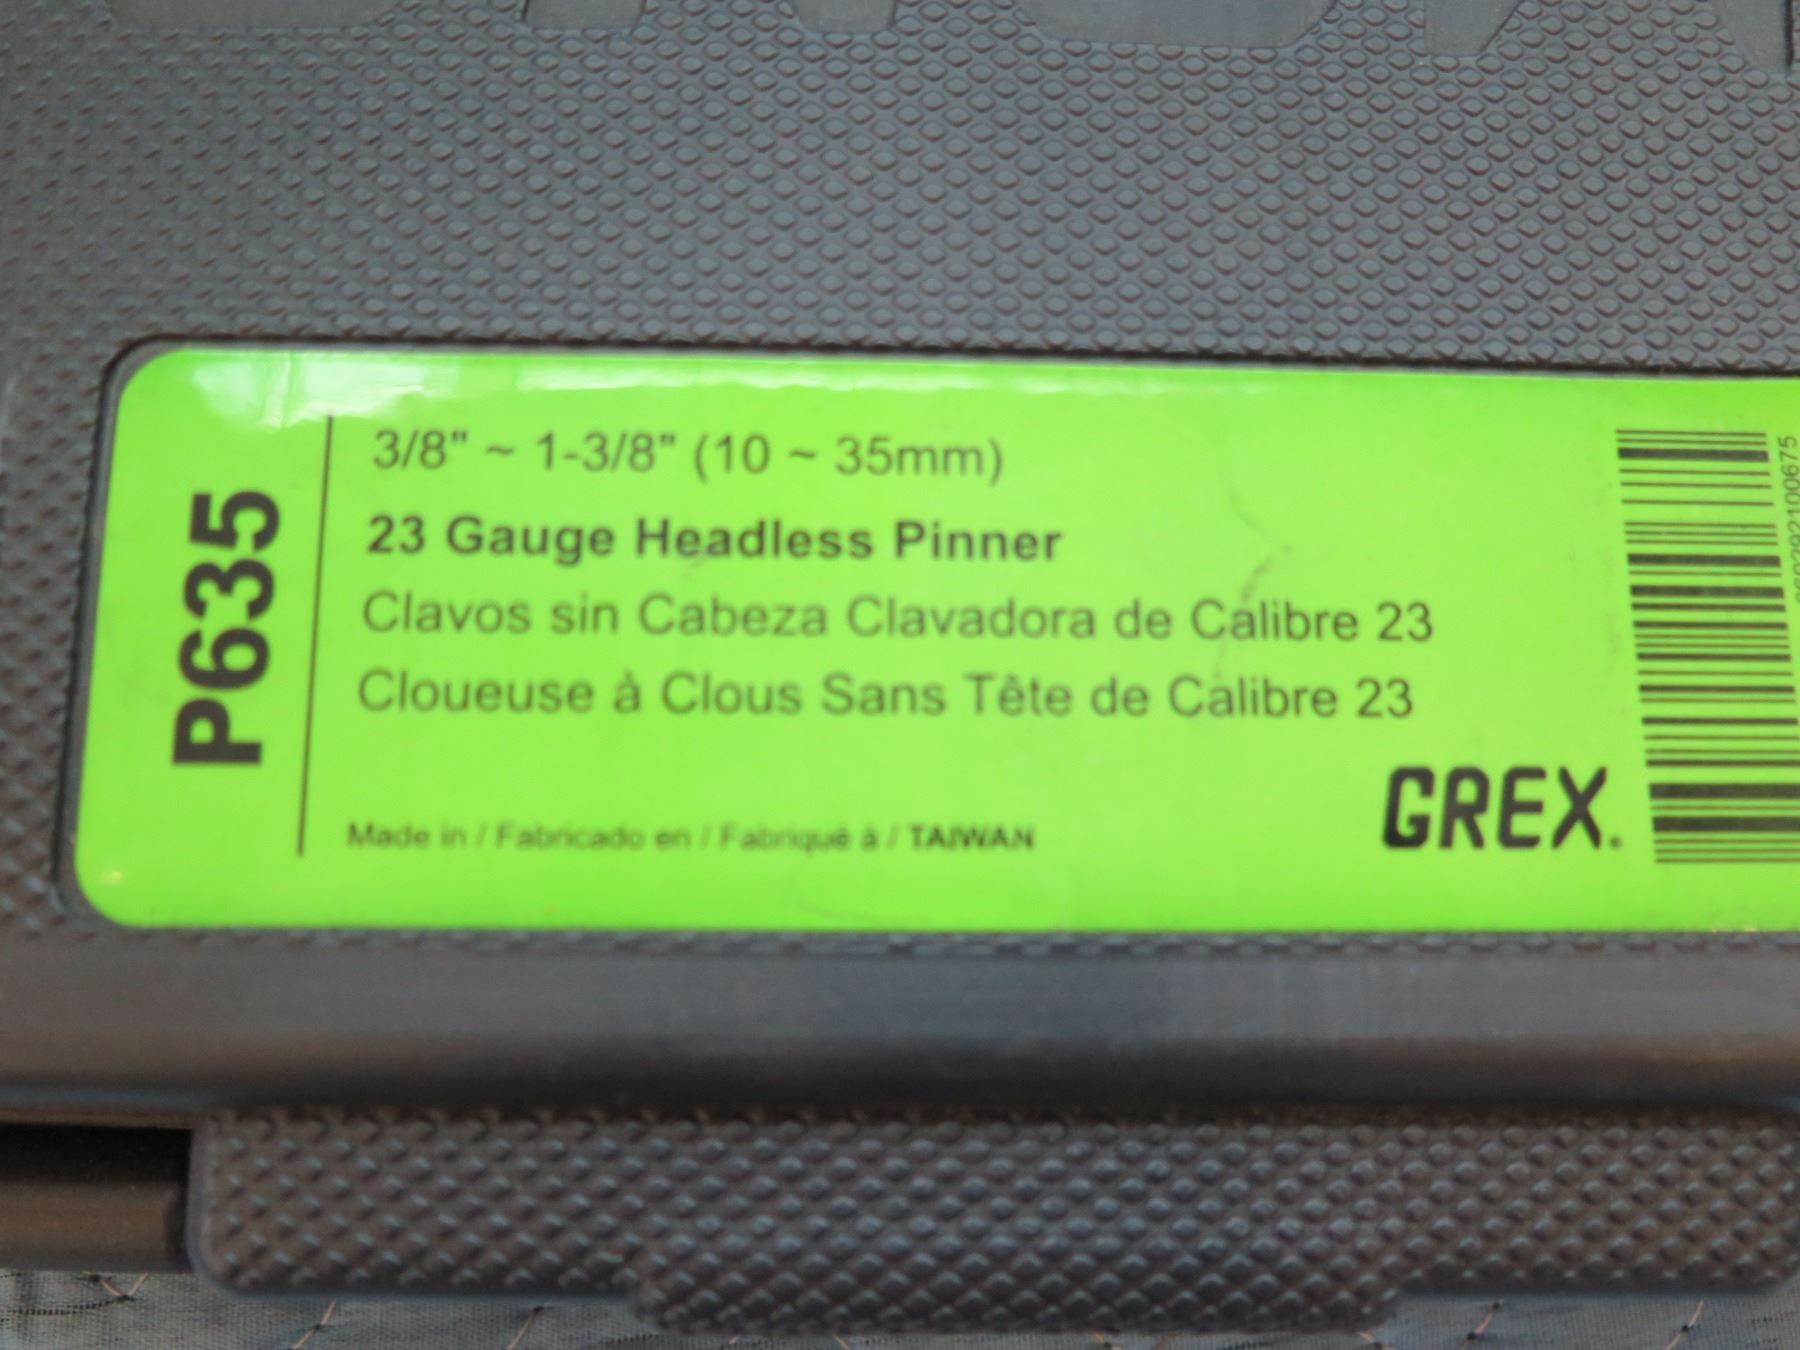 P635
3/8" ~ 1-3/8" (10 ~ 35mm)
23 Gauge Headless Pinner
Clavos sin Cabeza Clavadora de Calibre 23
Cloueuse à Clous Sans Tête de Calibre 23
Made in / Fabricado en / Fabriqué à / TAIWAN
GREX.